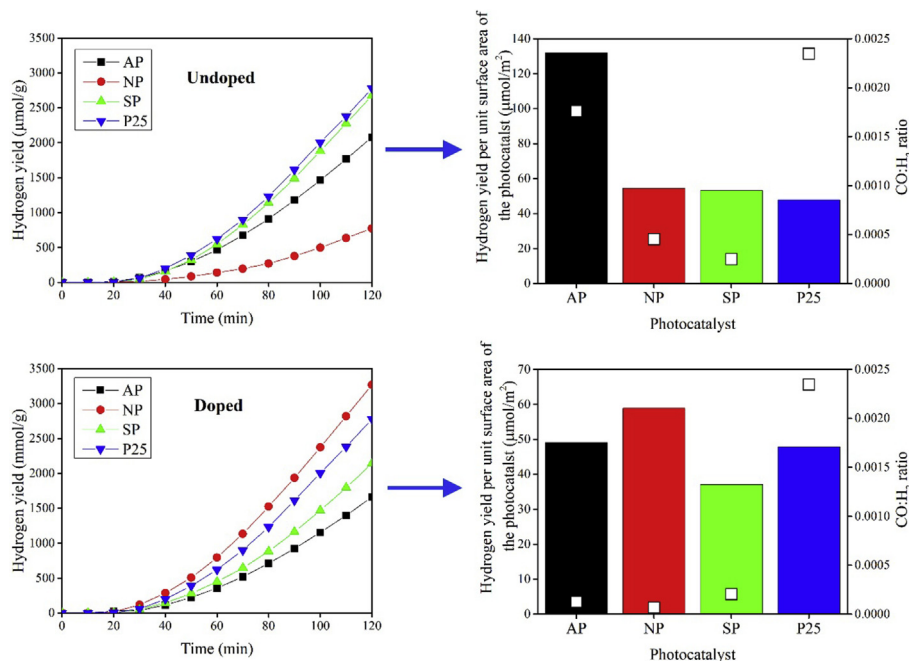 Undoped
AP
NP
SP
P25
Hydrogen yield (μmol/g)
3500
3000
2500
2000
1500
1000
500
0
0 20 40 60 80 100 120
Time (min)
Hydrogen yield per unit surface area of
the photocatalst (μmol/m²)
140
120
100
80
60
40
20
0
AP NP SP P25
Photocatalyst
0.0025
0.0020
0.0015
0.0010
0.0005
0.0000
CO:H₂ ratio
Doped
AP
NP
SP
P25
Hydrogen yield (mmol/g)
3500
3000
2500
2000
1500
1000
500
0
0 20 40 60 80 100 120
Time (min)
Hydrogen yield per unit surface area of
the photocatalst (μmol/m²)
70
60
50
40
30
20
10
0
AP NP SP P25
Photocatalyst
0.0025
0.0020
0.0015
0.0010
0.0005
0.0000
CO:H₂ ratio